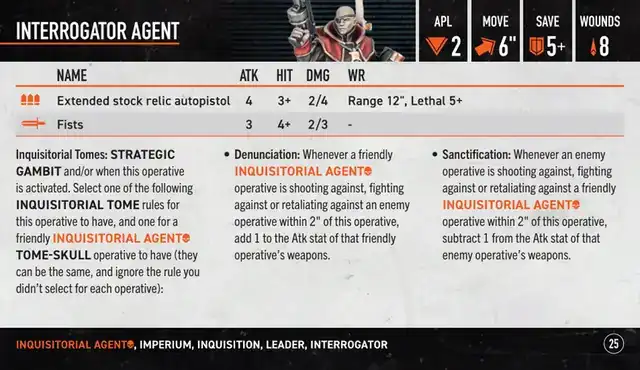 INTERROGATOR AGENT
APL
2
MOVE
6"
SAVE
5+
WOUNDS
8
NAME ATK HIT DMG WR
Extended stock relic autopistol 4 3+ 2/4 Range 12", Lethal 5+
Fists 3 4+ 2/3 -
Inquisitorial Tomes: STRATEGIC
GAMBIT and/or when this operative
is activated. Select one of the following
INQUISITORIAL TOME rules for
this operative to have, and one for a
friendly INQUISITORIAL AGENT
TOME-SKULL operative to have (they
can be the same, and ignore the rule you
didn't select for each operative):
• Denunciation: Whenever a friendly
INQUISITORIAL AGENT
operative is shooting against, fighting
against or retaliating against an enemy
operative within 2" of this operative,
add 1 to the Atk stat of that friendly
operative's weapons.
• Sanctification: Whenever an enemy
operative is shooting against, fighting
against or retaliating against a friendly
INQUISITORIAL AGENT
operative within 2" of this operative,
subtract 1 from the Atk stat of that
enemy operative's weapons.
INQUISITORIAL AGENT, IMPERIUM, INQUISITION, LEADER, INTERROGATOR
25